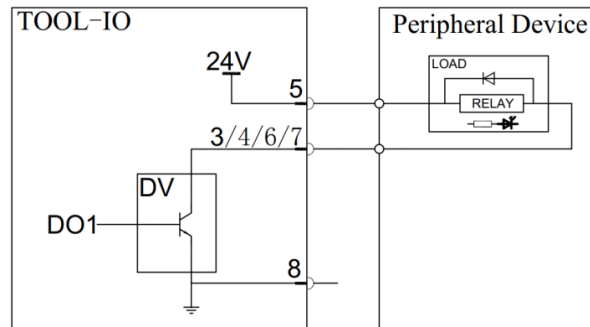 TOOL-IO
Peripheral Device
LOAD
24V
5
RELAY
3/4/6/7
DV
DO1
8